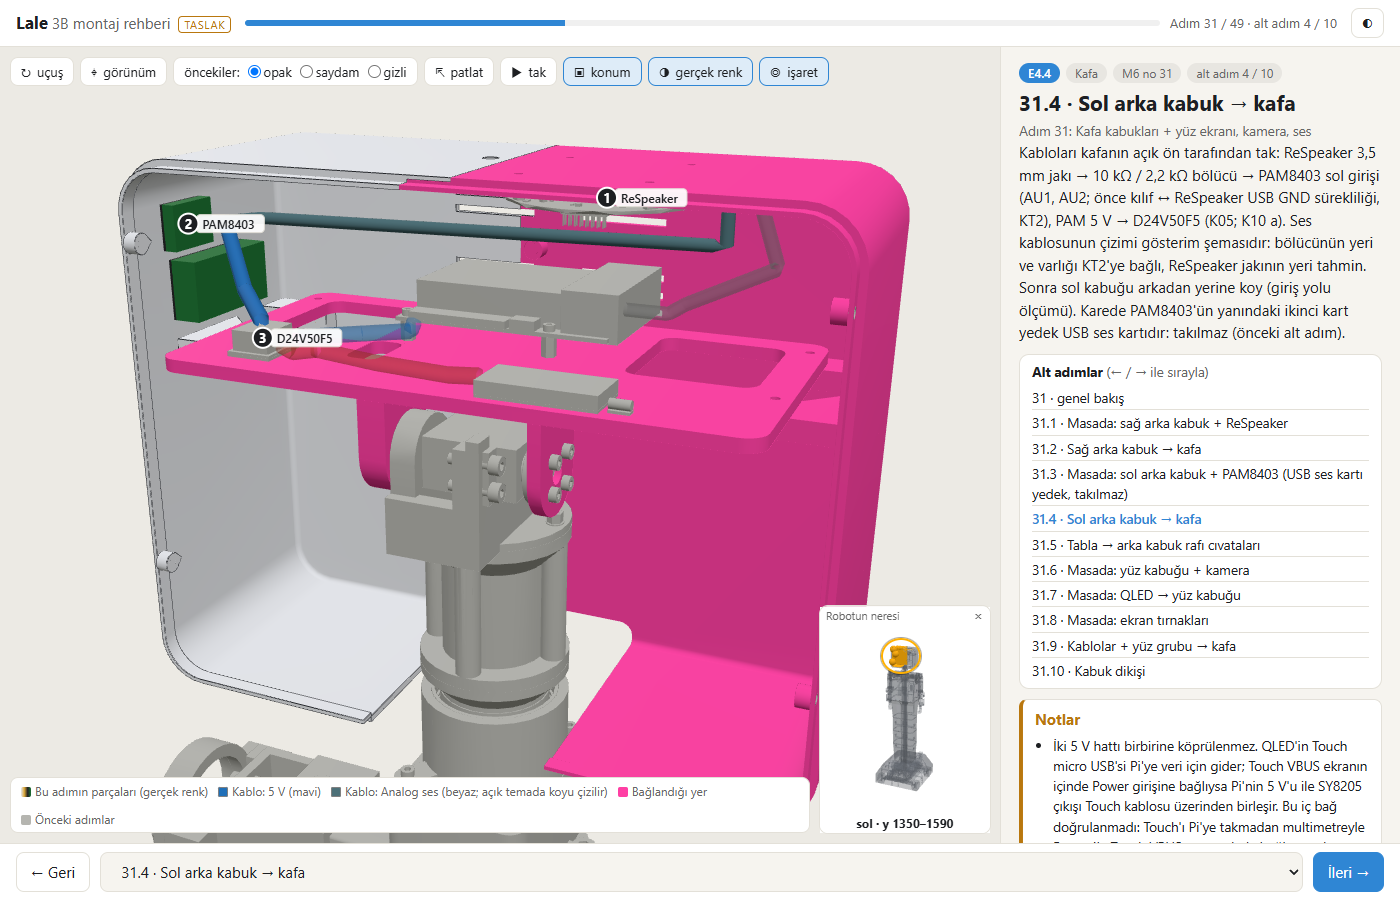 Lale 3B montaj rehberi TASLAK
Adım 31 / 49 · alt adım 4 / 10
↻ uçuş
⌖ görünüm
öncekiler: opak saydam gizli
⇱ patlat
▶ tak
▣ konum
◑ gerçek renk
◎ işaret
1 ReSpeaker
2 PAM8403
3 D24V50F5
Robotun neresi ×
sol · y 1350–1590
Bu adımın parçaları (gerçek renk) Kablo: 5 V (mavi) Kablo: Analog ses (beyaz; açık temada koyu çizilir) Bağlandığı yer
Önceki adımlar
E4.4 Kafa M6 no 31 alt adım 4 / 10
31.4 · Sol arka kabuk → kafa
Adım 31: Kafa kabukları + yüz ekranı, kamera, ses
Kabloları kafanın açık ön tarafından tak: ReSpeaker 3,5
mm jakı → 10 kΩ / 2,2 kΩ bölücü → PAM8403 sol girişi
(AU1, AU2; önce kılıf ↔ ReSpeaker USB GND sürekliliği,
KT2), PAM 5 V → D24V50F5 (K05; K10 a). Ses
kablosunun çizimi gösterim şemasıdır: bölücünün yeri
ve varlığı KT2'ye bağlı, ReSpeaker jakının yeri tahmin.
Sonra sol kabuğu arkadan yerine koy (giriş yolu
ölçümü). Karede PAM8403'ün yanındaki ikinci kart
yedek USB ses kartıdır: takılmaz (önceki alt adım).
Alt adımlar (← / → ile sırayla)
31 · genel bakış
31.1 · Masada: sağ arka kabuk + ReSpeaker
31.2 · Sağ arka kabuk → kafa
31.3 · Masada: sol arka kabuk + PAM8403 (USB ses kartı
yedek, takılmaz)
31.4 · Sol arka kabuk → kafa
31.5 · Tabla → arka kabuk rafı cıvataları
31.6 · Masada: yüz kabuğu + kamera
31.7 · Masada: QLED → yüz kabuğu
31.8 · Masada: ekran tırnakları
31.9 · Kablolar + yüz grubu → kafa
31.10 · Kabuk dikişi
Notlar
• İki 5 V hattı birbirine köprülenmez. QLED'in Touch
micro USB'si Pi'ye veri için gider; Touch VBUS ekranın
içinde Power girişine bağlıysa Pi'nin 5 V'u ile SY8205
çıkışı Touch kablosu üzerinden birleşir. Bu iç bağ
doğrulanmadı: Touch'ı Pi'ye takmadan multimetreyle
← Geri
31.4 · Sol arka kabuk → kafa
İleri →